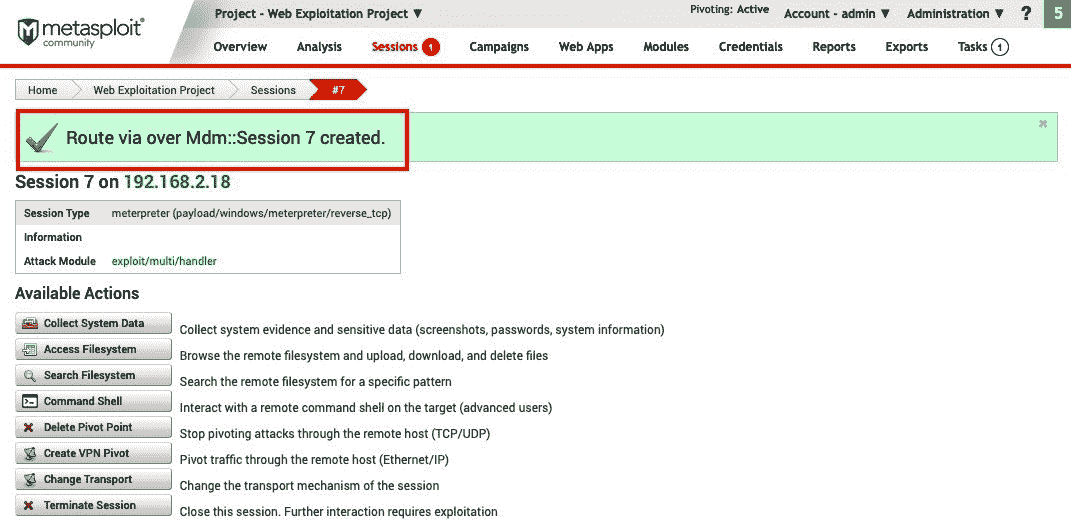 metasploit®
community
Project - Web Exploitation Project ▼
Pivoting: Active
Account - admin ▼
Administration ▼
?
5
Overview
Analysis
Sessions 1
Campaigns
Web Apps
Modules
Credentials
Reports
Exports
Tasks 1
Home
Web Exploitation Project
Sessions
#7
Route via over Mdm::Session 7 created.
Session 7 on 192.168.2.18
Session Type meterpreter (payload/windows/meterpreter/reverse_tcp)
Information
Attack Module exploit/multi/handler
Available Actions
Collect System Data Collect system evidence and sensitive data (screenshots, passwords, system information)
Access Filesystem Browse the remote filesystem and upload, download, and delete files
Search Filesystem Search the remote filesystem for a specific pattern
Command Shell Interact with a remote command shell on the target (advanced users)
Delete Pivot Point Stop pivoting attacks through the remote host (TCP/UDP)
Create VPN Pivot Pivot traffic through the remote host (Ethernet/IP)
Change Transport Change the transport mechanism of the session
Terminate Session Close this session. Further interaction requires exploitation